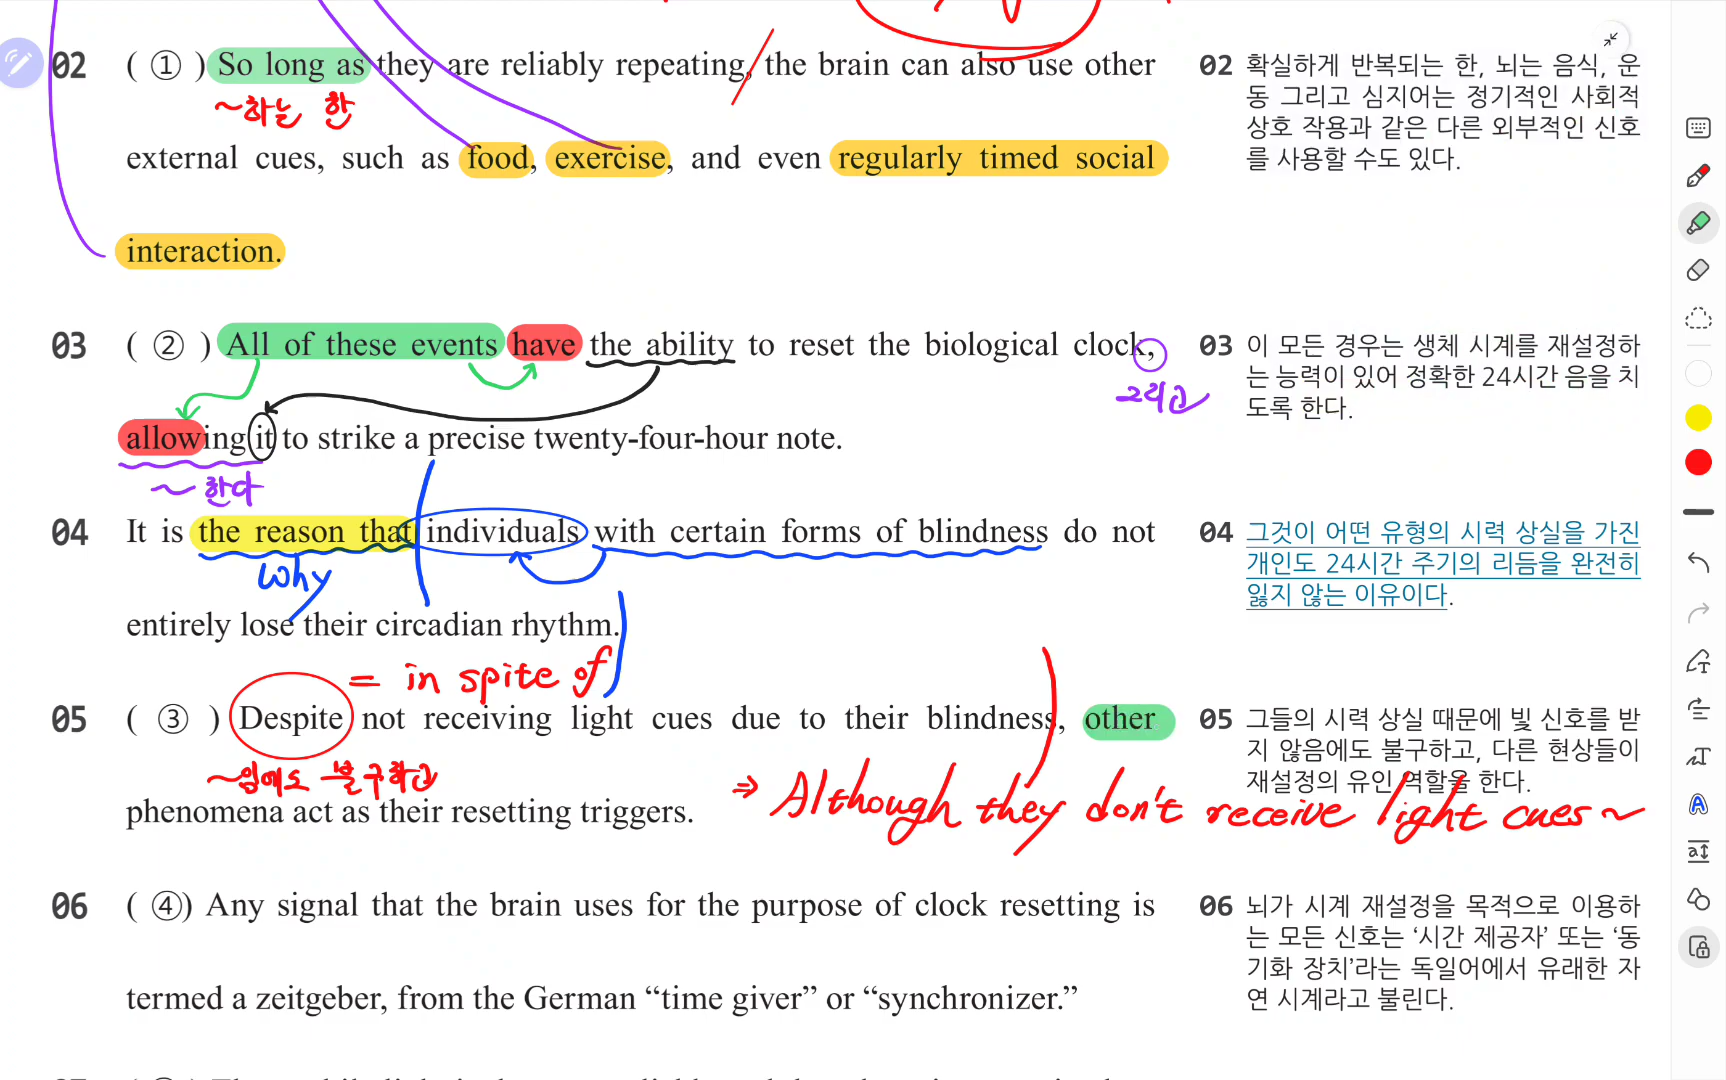 02 ( ① ) So long as they are reliably repeating, the brain can also use other
~하는 한
external cues, such as food, exercise, and even regularly timed social
interaction.
02 확실하게 반복되는 한, 뇌는 음식, 운
동 그리고 심지어는 정기적인 사회적
상호 작용과 같은 다른 외부적인 신호
를 사용할 수도 있다.
03 ( ② ) All of these events have the ability to reset the biological clock,
그리고
allowing it to strike a precise twenty-four-hour note.
~한다
03 이 모든 경우는 생체 시계를 재설정하
는 능력이 있어 정확한 24시간 음을 치
도록 한다.
04 It is the reason that individuals with certain forms of blindness do not
why
entirely lose their circadian rhythm.
04 그것이 어떤 유형의 시력 상실을 가진
개인도 24시간 주기의 리듬을 완전히
잃지 않는 이유이다.
= in spite of
05 ( ③ ) Despite not receiving light cues due to their blindness, other
~임에도 불구하고
phenomena act as their resetting triggers.
⇒ Although they don't receive light cues ~
05 그들의 시력 상실 때문에 빛 신호를 받
지 않음에도 불구하고, 다른 현상들이
재설정의 유인 역할을 한다.
06 ( ④ ) Any signal that the brain uses for the purpose of clock resetting is
termed a zeitgeber, from the German “time giver” or “synchronizer.”
06 뇌가 시계 재설정을 목적으로 이용하
는 모든 신호는 ‘시간 제공자’ 또는 ‘동
기화 장치’라는 독일어에서 유래한 자
연 시계라고 불린다.